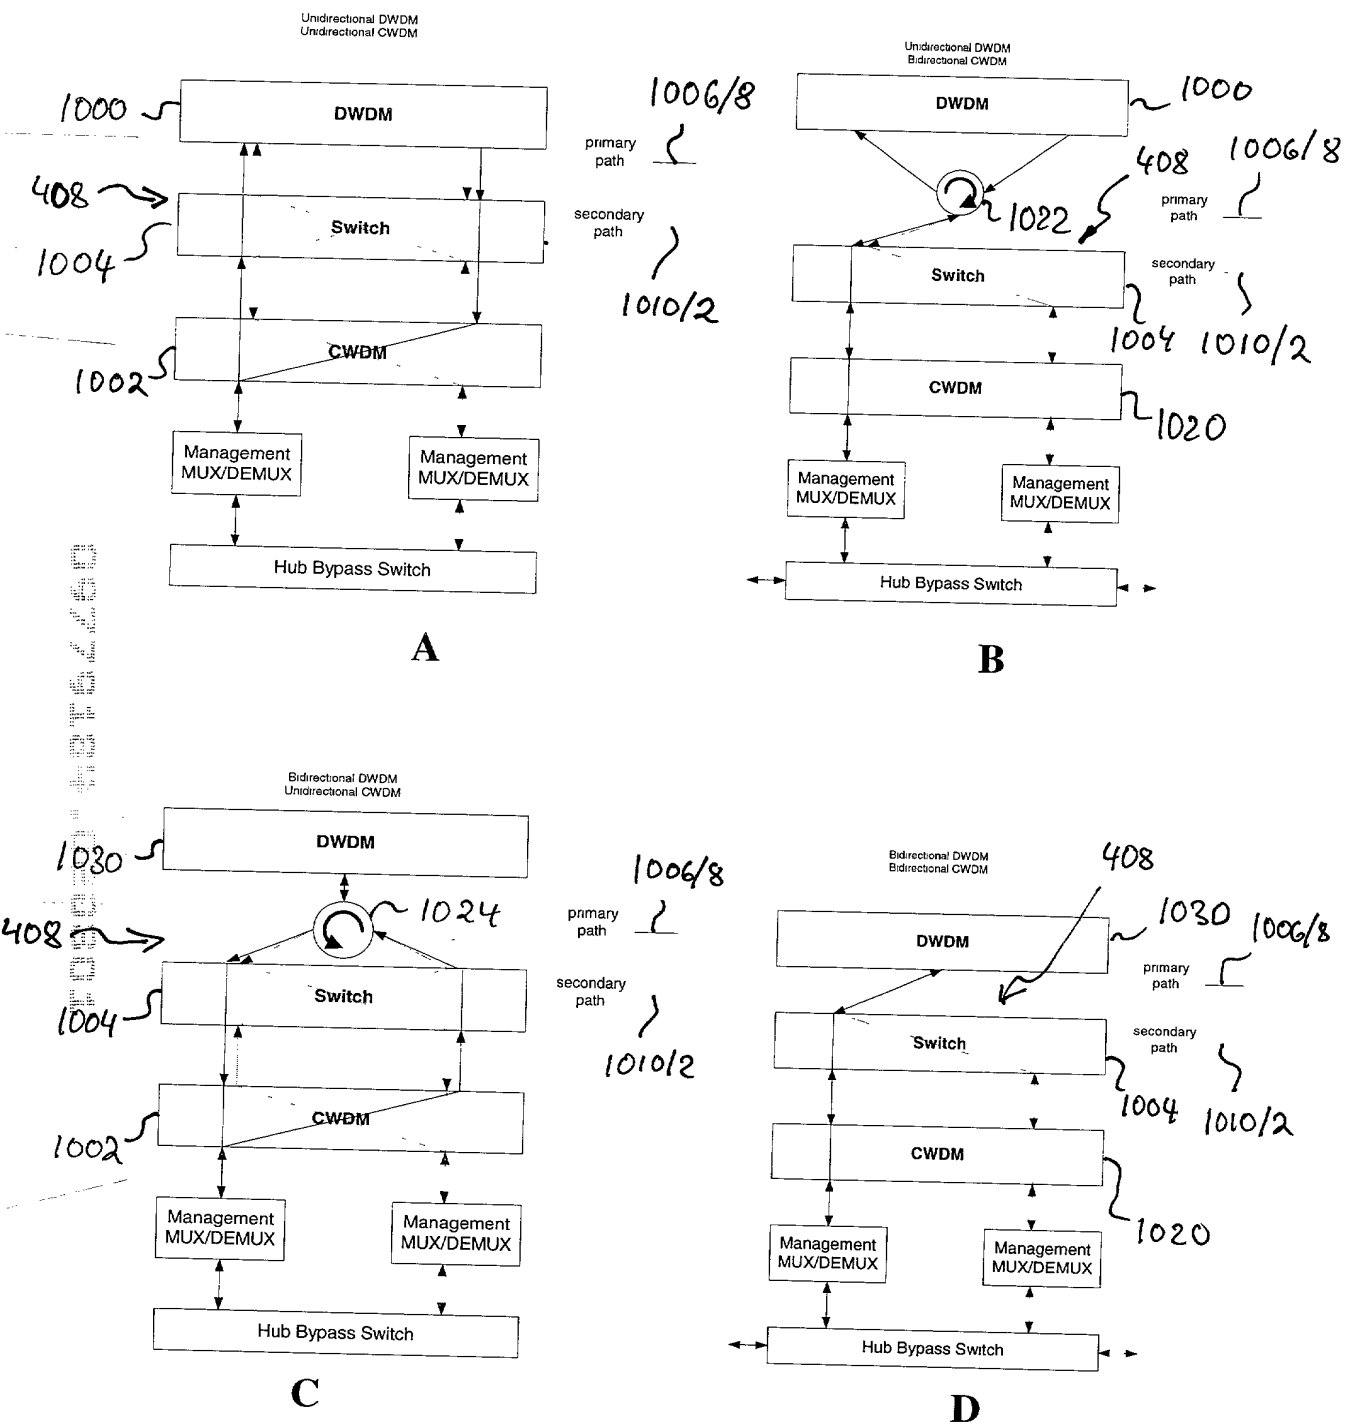 Unidirectional DWDM
Unidirectional CWDM
1000
DWDM
1006/8
primary
path
408
Switch
secondary
path
1004
1010/2
CWDM
1002
Management
MUX/DEMUX
Management
MUX/DEMUX
Hub Bypass Switch
A
Unidirectional DWDM
Bidirectional CWDM
DWDM
1000
408
1006/8
primary
path
1022
Switch
secondary
path
1004
1010/2
CWDM
1020
Management
MUX/DEMUX
Management
MUX/DEMUX
Hub Bypass Switch
B
Bidirectional DWDM
Unidirectional CWDM
DWDM
1030
1006/8
1024
primary
path
408
Switch
secondary
path
1004
1010/2
CWDM
1002
Management
MUX/DEMUX
Management
MUX/DEMUX
Hub Bypass Switch
C
Bidirectional DWDM
Bidirectional CWDM
408
DWDM
1030
1006/8
primary
path
Switch
secondary
path
1004
1010/2
CWDM
1020
Management
MUX/DEMUX
Management
MUX/DEMUX
Hub Bypass Switch
D